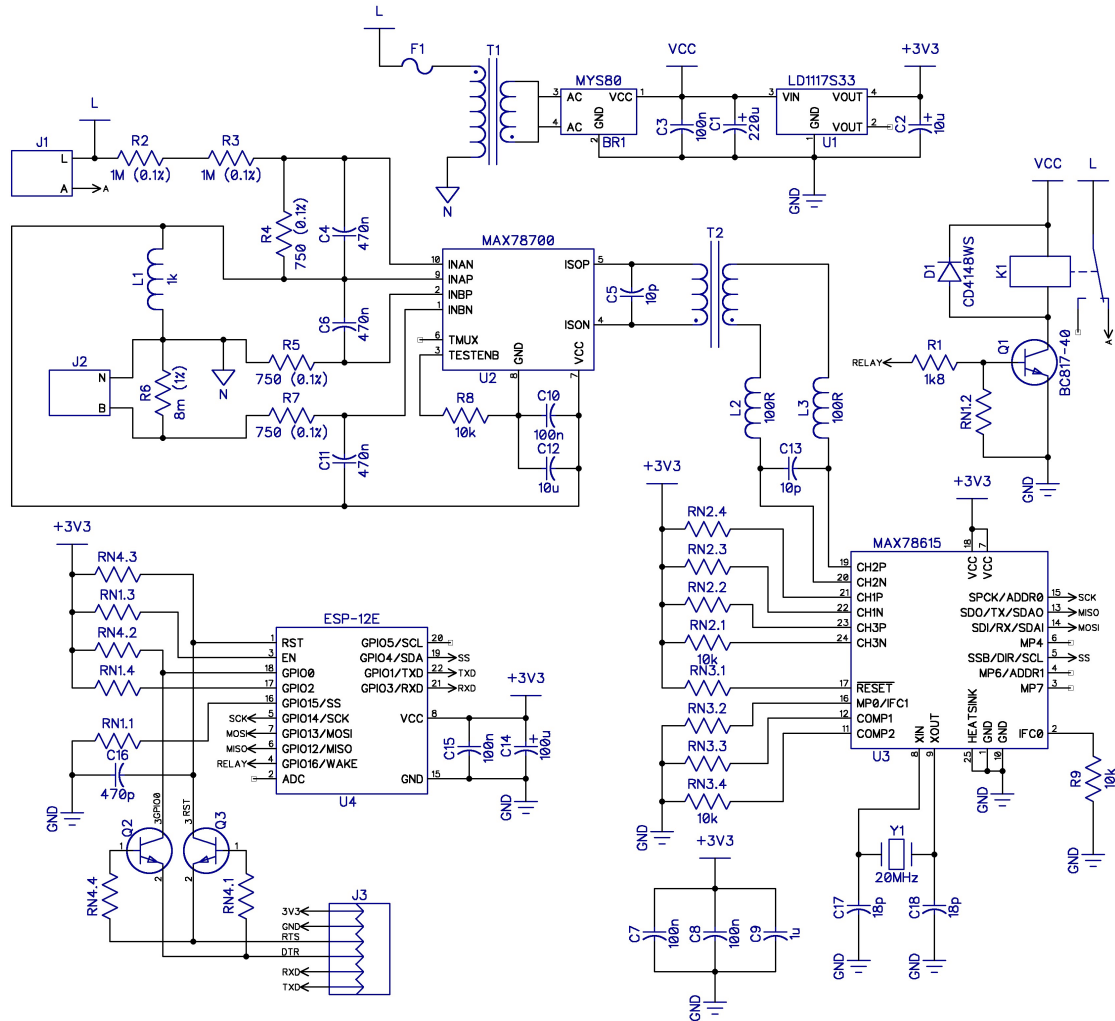 L
F1
T1
N
MYS80
3 AC VCC 1
4 AC GND
2
BR1
VCC
C3
100n
C1
220u
+
LD1117S33
3 VIN VOUT 4
GND VOUT 2
1
U1
+3V3
C2
10u
+
GND
J1
L
A
A
L
R2
1M (0.1%)
R3
1M (0.1%)
R4
750 (0.1%)
C4
470n
L1
1k
C6
470n
J2
N
B
R6
8m (1%)
N
R5
750 (0.1%)
R7
750 (0.1%)
C11
470n
MAX78700
10 INAN ISOP 5
9 INAP
2 INBP
1 INBN ISON 4
6 TMUX
3 TESTENB
GND
VCC
8
7
U2
R8
10k
C10
100n
C12
10u
C5
10p
T2
L2
100R
L3
100R
C13
10p
VCC
L
D1
CD4148WS
K1
A
RELAY
R1
1k8
Q1
BC817-40
RN1.2
GND
+3V3
RN4.3
RN1.3
RN4.2
RN1.4
RN1.1
C16
470p
GND
ESP-12E
1 RST GPIO5/SCL 20
3 EN GPIO4/SDA 19 SS
18 GPIO0 GPIO1/TXD 22 TXD
17 GPIO2 GPIO3/RXD 21 RXD
16 GPIO15/SS
SCK 5 GPIO14/SCK VCC 8
MOSI 7 GPIO13/MOSI
MISO 6 GPIO12/MISO
RELAY 4 GPIO16/WAKE
2 ADC GND 15
U4
+3V3
C15
100n
C14
100u
+
GND
3 GPIO0
3 RST
Q2
1
2
Q3
1
2
RN4.4
RN4.1
J3
3V3
GND
RTS
DTR
RXD
TXD
+3V3
RN2.4
RN2.3
RN2.2
RN2.1
10k
RN3.1
RN3.2
RN3.3
RN3.4
10k
GND
+3V3
MAX78615
18
7
VCC
VCC
19 CH2P
20 CH2N
21 CH1P SPCK/ADDR0 15 SCK
22 CH1N SDO/TX/SDAO 13 MISO
23 CH3P SDI/RX/SDAI 14 MOSI
24 CH3N MP4 6
SSB/DIR/SCL 5 SS
MP6/ADDR1 4
17 RESET MP7 3
16 MP0/IFC1
12 COMP1
11 COMP2 IFC0 2
XIN
XOUT
HEATSINK
GND
GND
8
9
25
1
10
U3
GND
R9
10k
GND
Y1
20MHz
C17
18p
C18
18p
GND
GND
+3V3
C7
100n
C8
100n
C9
1u
GND